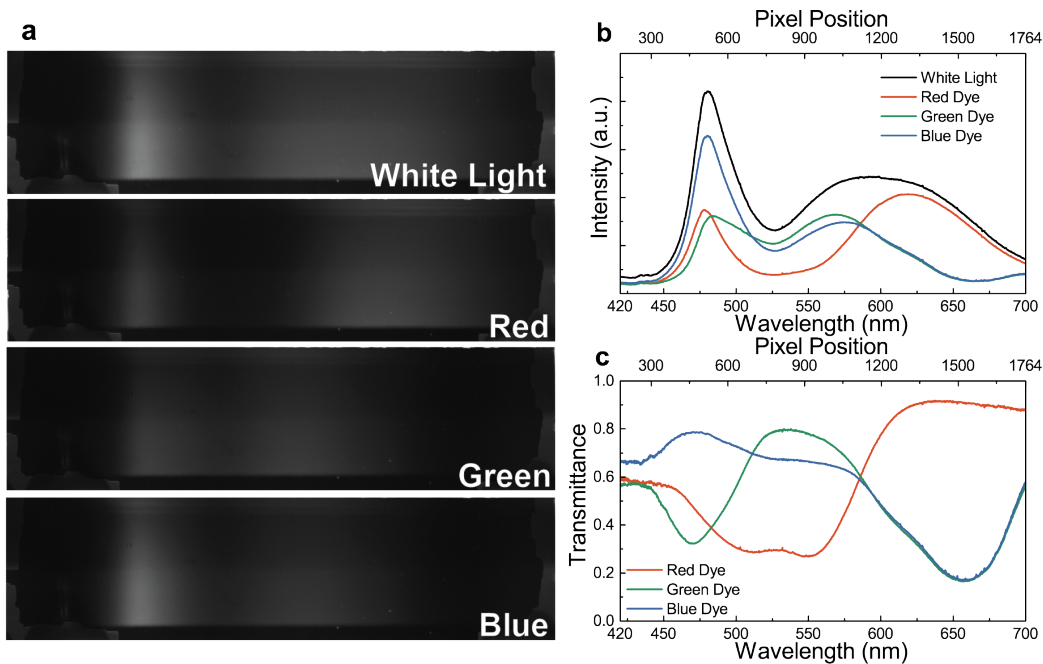 a
White Light
Red
Green
Blue
b
Pixel Position
300 600 900 1200 1500 1764
White Light
Red Dye
Green Dye
Blue Dye
Intensity (a.u.)
420 450 500 550 600 650 700
Wavelength (nm)
c
Pixel Position
300 600 900 1200 1500 1764
1.0
0.8
0.6
0.4
0.2
0.0
Transmittance
Red Dye
Green Dye
Blue Dye
420 450 500 550 600 650 700
Wavelength (nm)